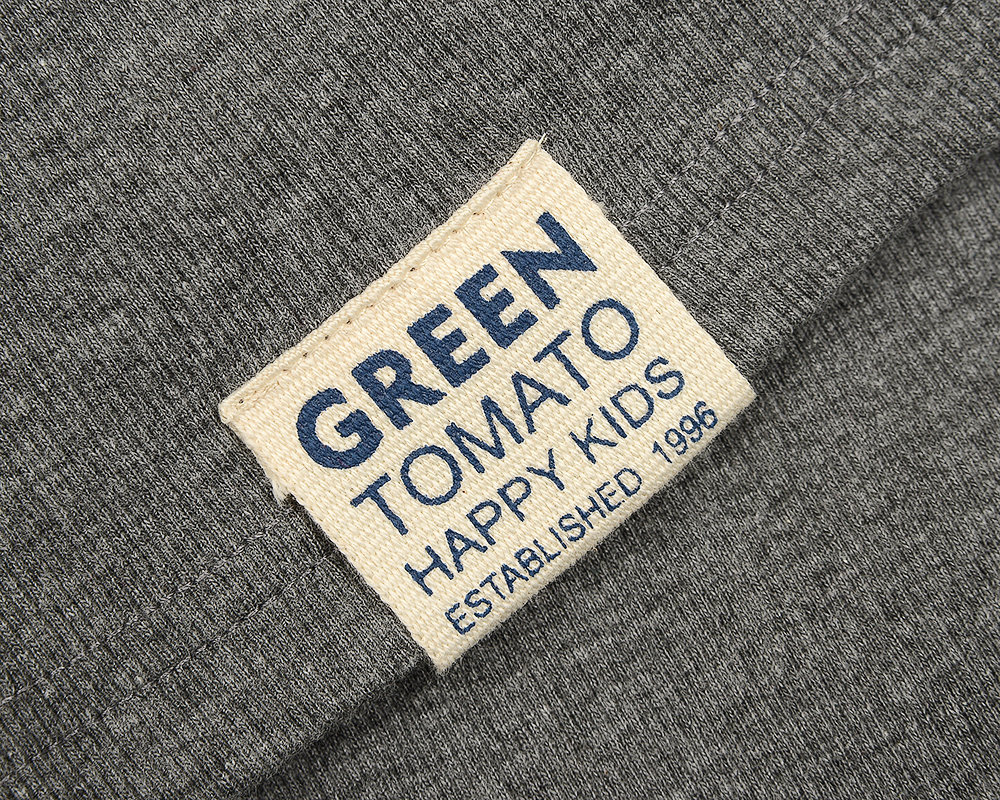 GREEN
TOMATO
HAPPY KIDS
ESTABLISHED 1996